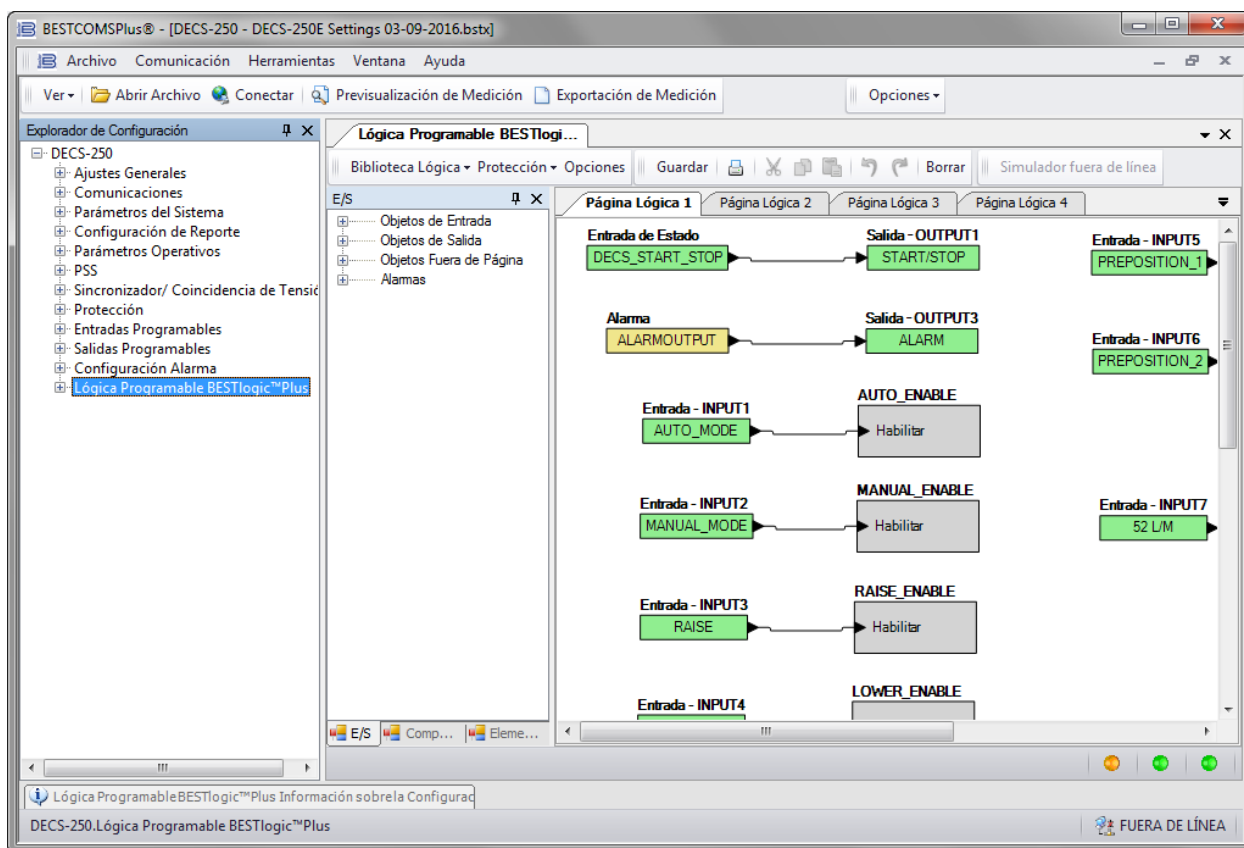 BESTCOMSPlus® - [DECS-250 - DECS-250E Settings 03-09-2016.bstx]
Archivo Comunicación Herramientas Ventana Ayuda
Ver Abrir Archivo Conectar Previsualización de Medición Exportación de Medición Opciones
Explorador de Configuración
DECS-250
Ajustes Generales
Comunicaciones
Parámetros del Sistema
Configuración de Reporte
Parámetros Operativos
PSS
Sincronizador/ Coincidencia de Tensió
Protección
Entradas Programables
Salidas Programables
Configuración Alarma
Lógica Programable BESTlogic™Plus
Lógica Programable BESTlogi...
Biblioteca Lógica Protección Opciones Guardar Borrar Simulador fuera de línea
E/S
Objetos de Entrada
Objetos de Salida
Objetos Fuera de Página
Alarmas
E/S Comp... Eleme...
Página Lógica 1 Página Lógica 2 Página Lógica 3 Página Lógica 4
Entrada de Estado
DECS_START_STOP
Salida - OUTPUT1
START/STOP
Entrada - INPUT5
PREPOSITION_1
Alarma
ALARMOUTPUT
Salida - OUTPUT3
ALARM
Entrada - INPUT6
PREPOSITION_2
Entrada - INPUT1
AUTO_MODE
AUTO_ENABLE
Habilitar
Entrada - INPUT2
MANUAL_MODE
MANUAL_ENABLE
Habilitar
Entrada - INPUT7
52 L/M
Entrada - INPUT3
RAISE
RAISE_ENABLE
Habilitar
Entrada - INPUT4
LOWER_ENABLE
Lógica ProgramableBESTlogic™Plus Información sobrela Configurac
DECS-250.Lógica Programable BESTlogic™Plus
FUERA DE LÍNEA